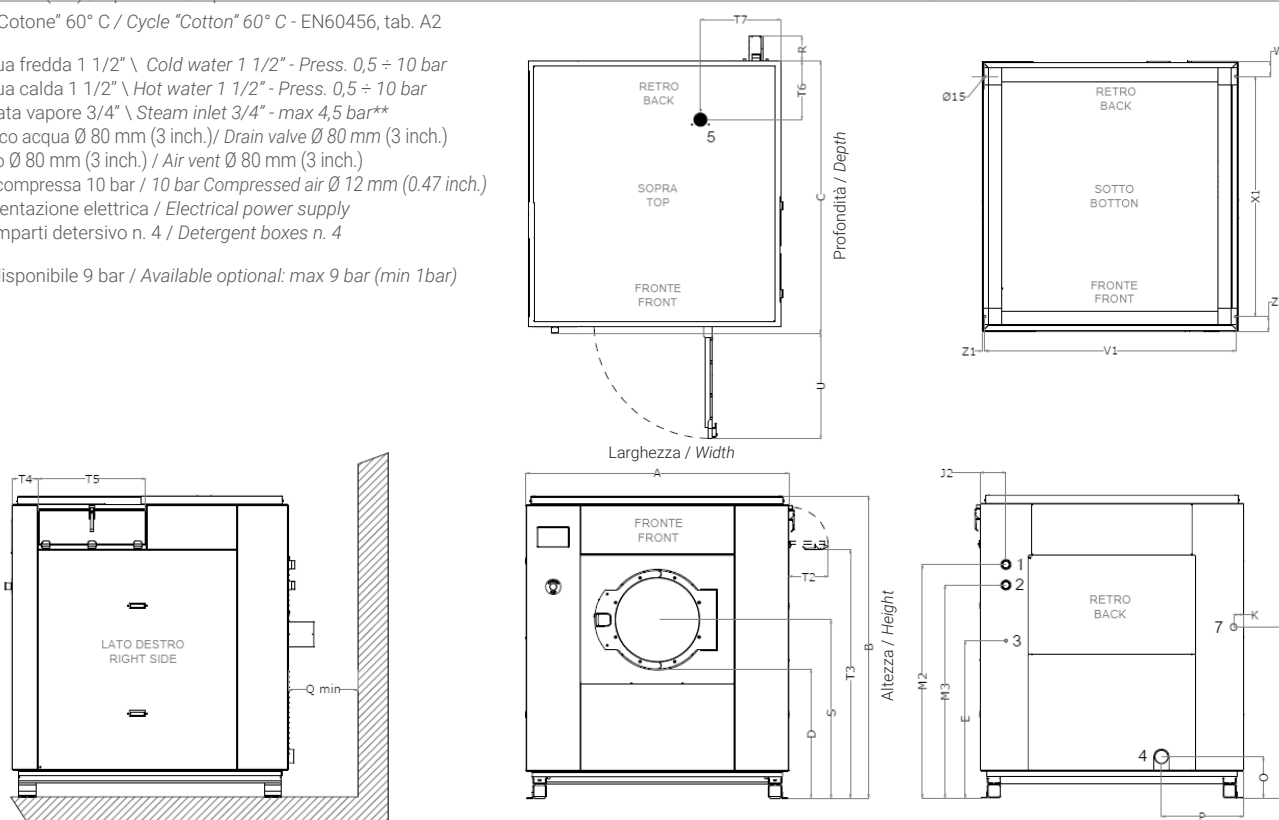 Cotone" 60° C / Cycle "Cotton" 60° C - EN60456, tab. A2
ua fredda 1 1/2" \ Cold water 1 1/2" - Press. 0,5 ÷ 10 bar
ua calda 1 1/2" \ Hot water 1 1/2" - Press. 0,5 ÷ 10 bar
ata vapore 3/4" \ Steam inlet 3/4" - max 4,5 bar**
co acqua Ø 80 mm (3 inch.)/ Drain valve Ø 80 mm (3 inch.)
o Ø 80 mm (3 inch.) / Air vent Ø 80 mm (3 inch.)
compressa 10 bar / 10 bar Compressed air Ø 12 mm (0.47 inch.)
entazione elettrica / Electrical power supply
mparti detersivo n. 4 / Detergent boxes n. 4
disponibile 9 bar / Available optional: max 9 bar (min 1bar)
T7
R
T6
RETRO
BACK
5
SOPRA
TOP
C
Profondità / Depth
FRONTE
FRONT
U
W
Ø15
RETRO
BACK
SOTTO
BOTTON
X1
FRONTE
FRONT
Z
Z1
V1
T4
T5
LATO DESTRO
RIGHT SIDE
Q min
Larghezza / Width
A
FRONTE
FRONT
T2
T3
S
D
B
Altezza / Height
J2
1
2
3
RETRO
BACK
K
7
M2
M3
E
4
O
P